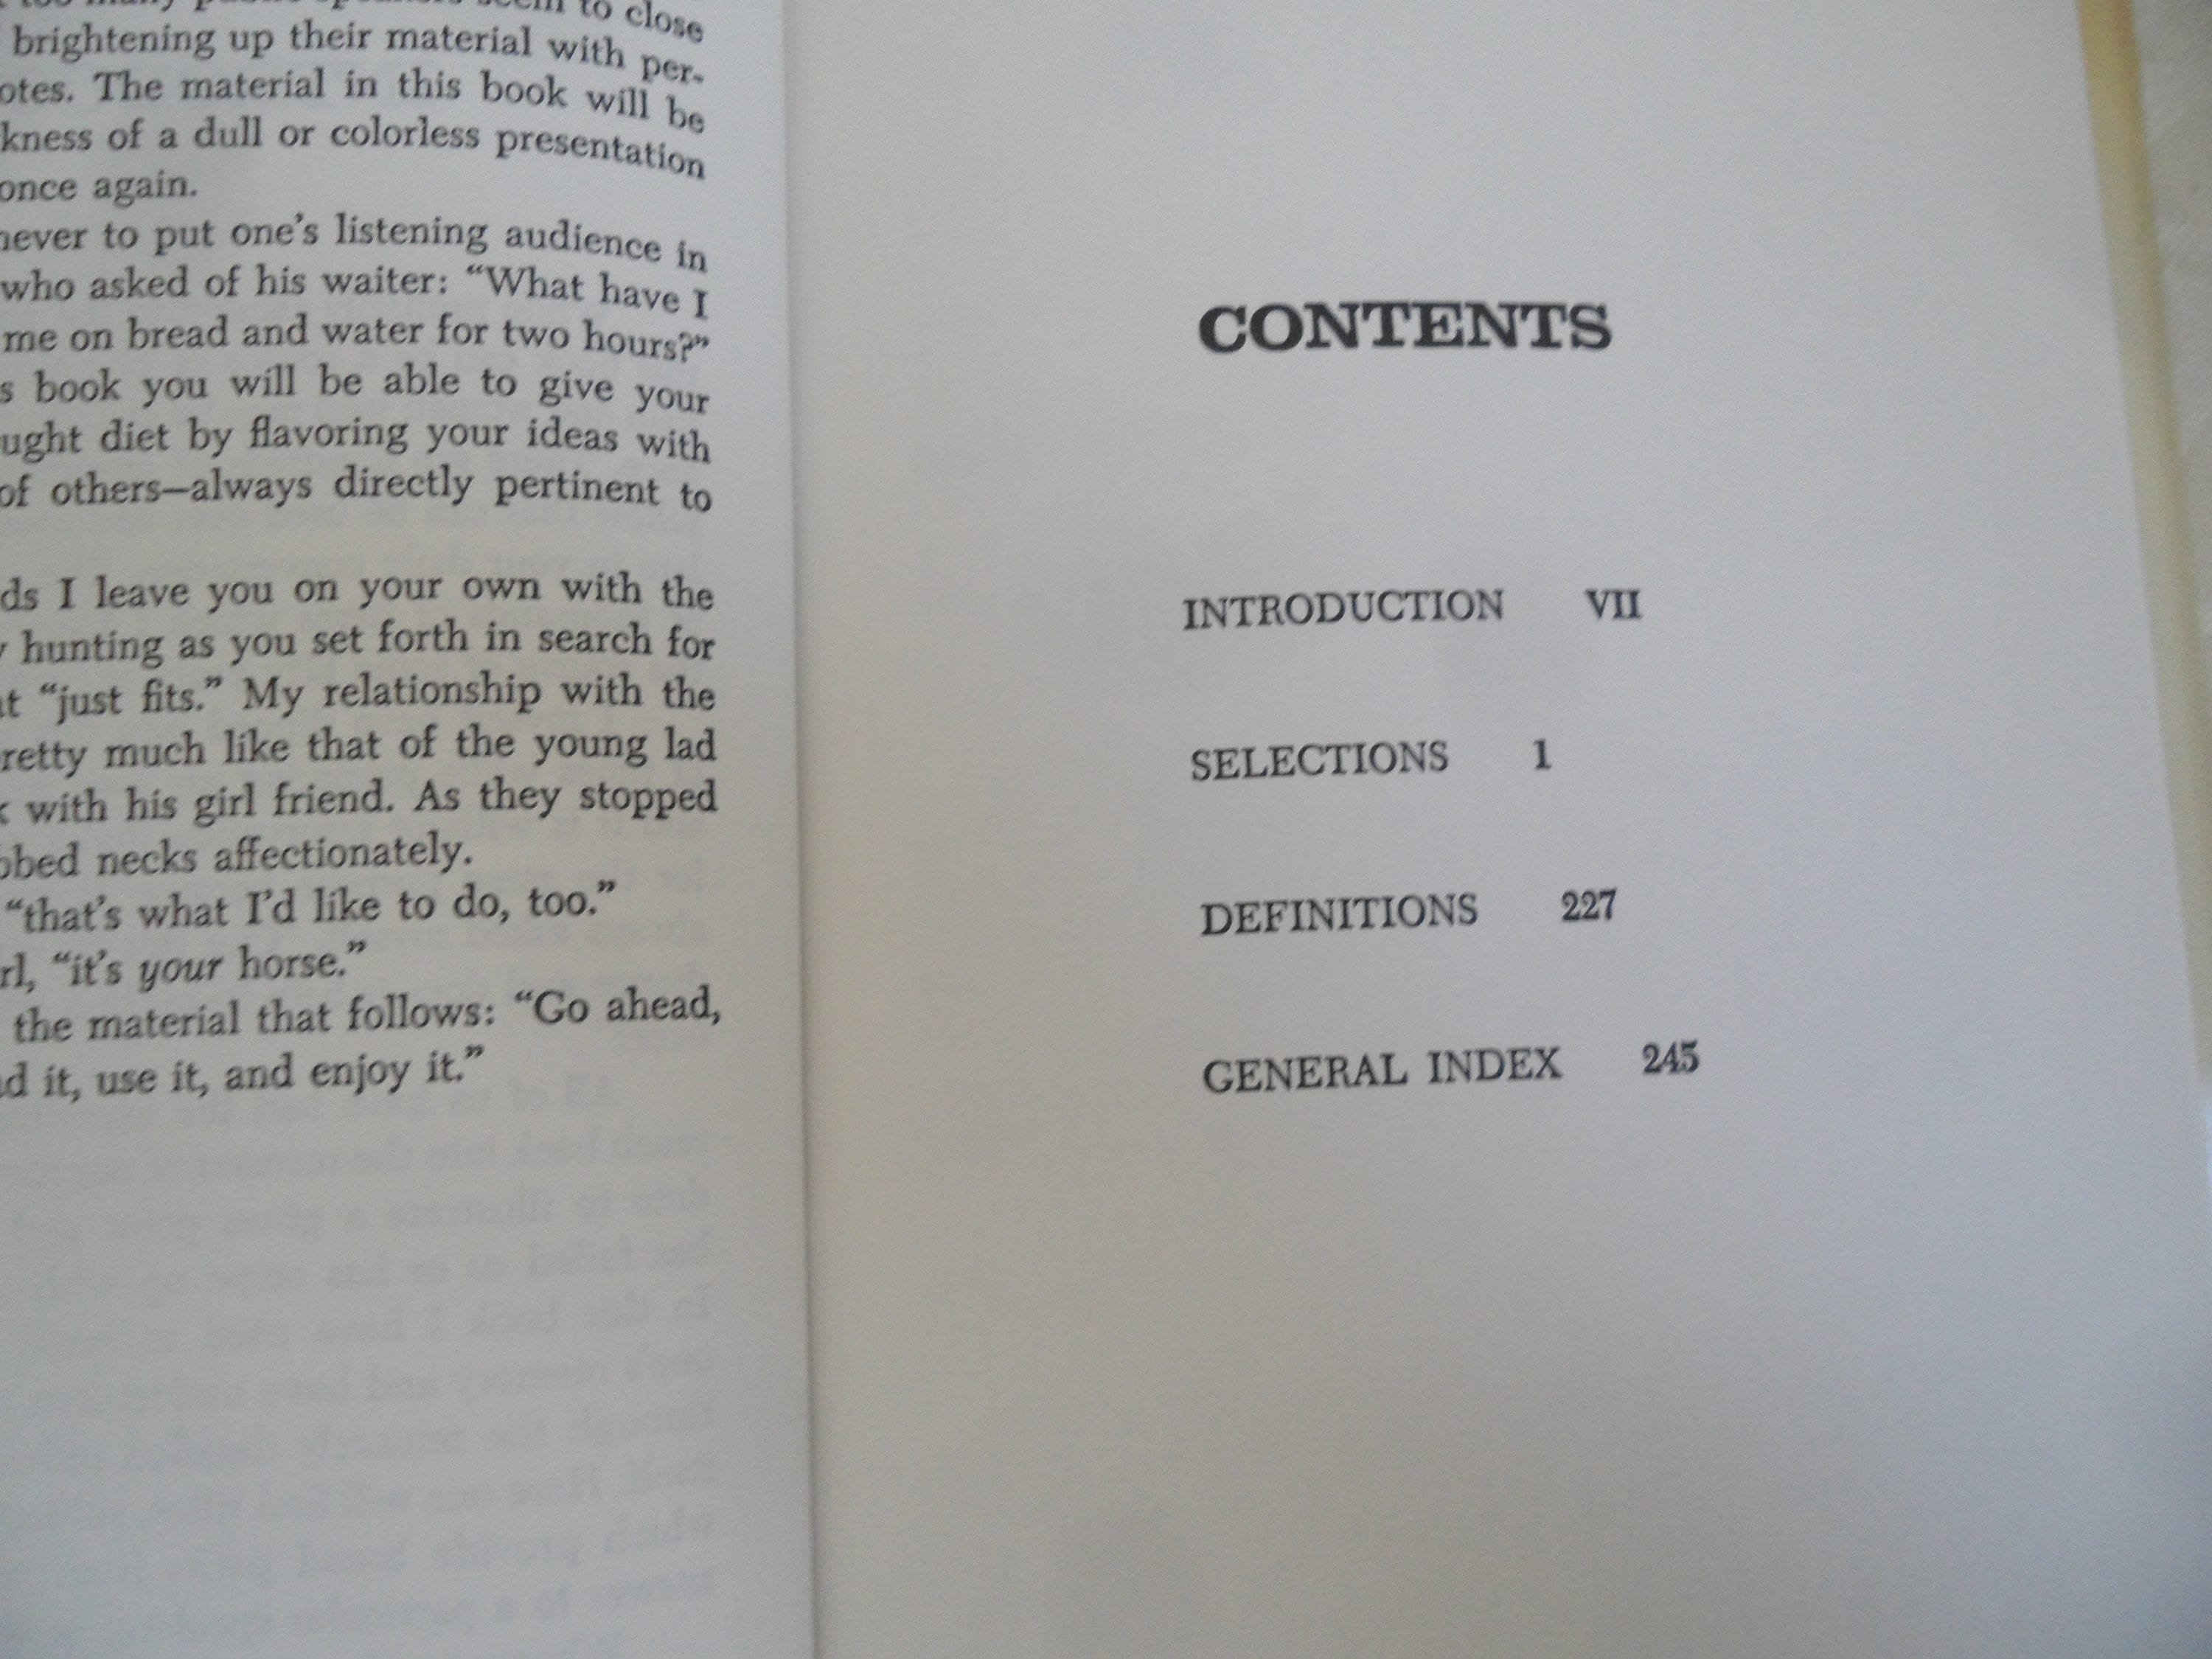 to close
brightening up their material with per-
otes. The material in this book will be
kness of a dull or colorless presentation
once again.
never to put one's listening audience in
who asked of his waiter: “What have I
me on bread and water for two hours?”
s book you will be able to give your
ught diet by flavoring your ideas with
of others—always directly pertinent to
ds I leave you on your own with the
hunting as you set forth in search for
at “just fits.” My relationship with the
retty much like that of the young lad
with his girl friend. As they stopped
bbed necks affectionately.
“that's what I'd like to do, too.”
rl, “it's your horse.”
the material that follows: “Go ahead,
d it, use it, and enjoy it.”
CONTENTS
INTRODUCTION VII
SELECTIONS 1
DEFINITIONS 227
GENERAL INDEX 245